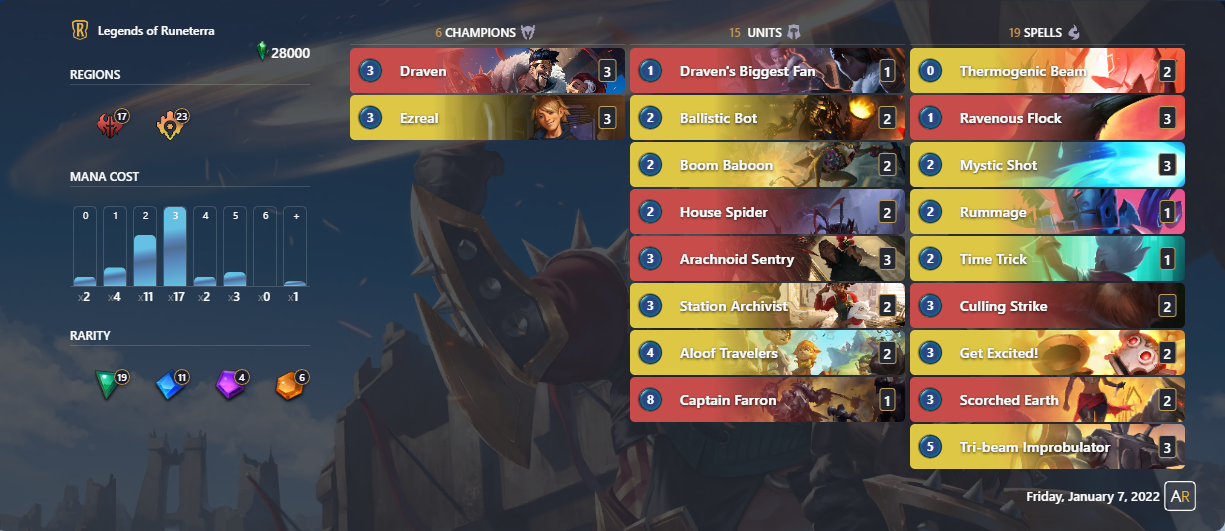 Legends of Runeterra
28000
REGIONS
17 23
MANA COST
0 1 2 3 4 5 6 +
x2 x4 x11 x17 x2 x3 x0 x1
RARITY
19 11 4 6
6 CHAMPIONS
3 Draven 3
3 Ezreal 3
15 UNITS
1 Draven's Biggest Fan 1
2 Ballistic Bot 2
2 Boom Baboon 2
2 House Spider 2
3 Arachnoid Sentry 3
3 Station Archivist 2
4 Aloof Travelers 2
8 Captain Farron 1
19 SPELLS
0 Thermogenic Beam 2
1 Ravenous Flock 3
2 Mystic Shot 3
2 Rummage 1
2 Time Trick 1
3 Culling Strike 2
3 Get Excited! 2
3 Scorched Earth 2
5 Tri-beam Improbulator 3
Friday, January 7, 2022 AR